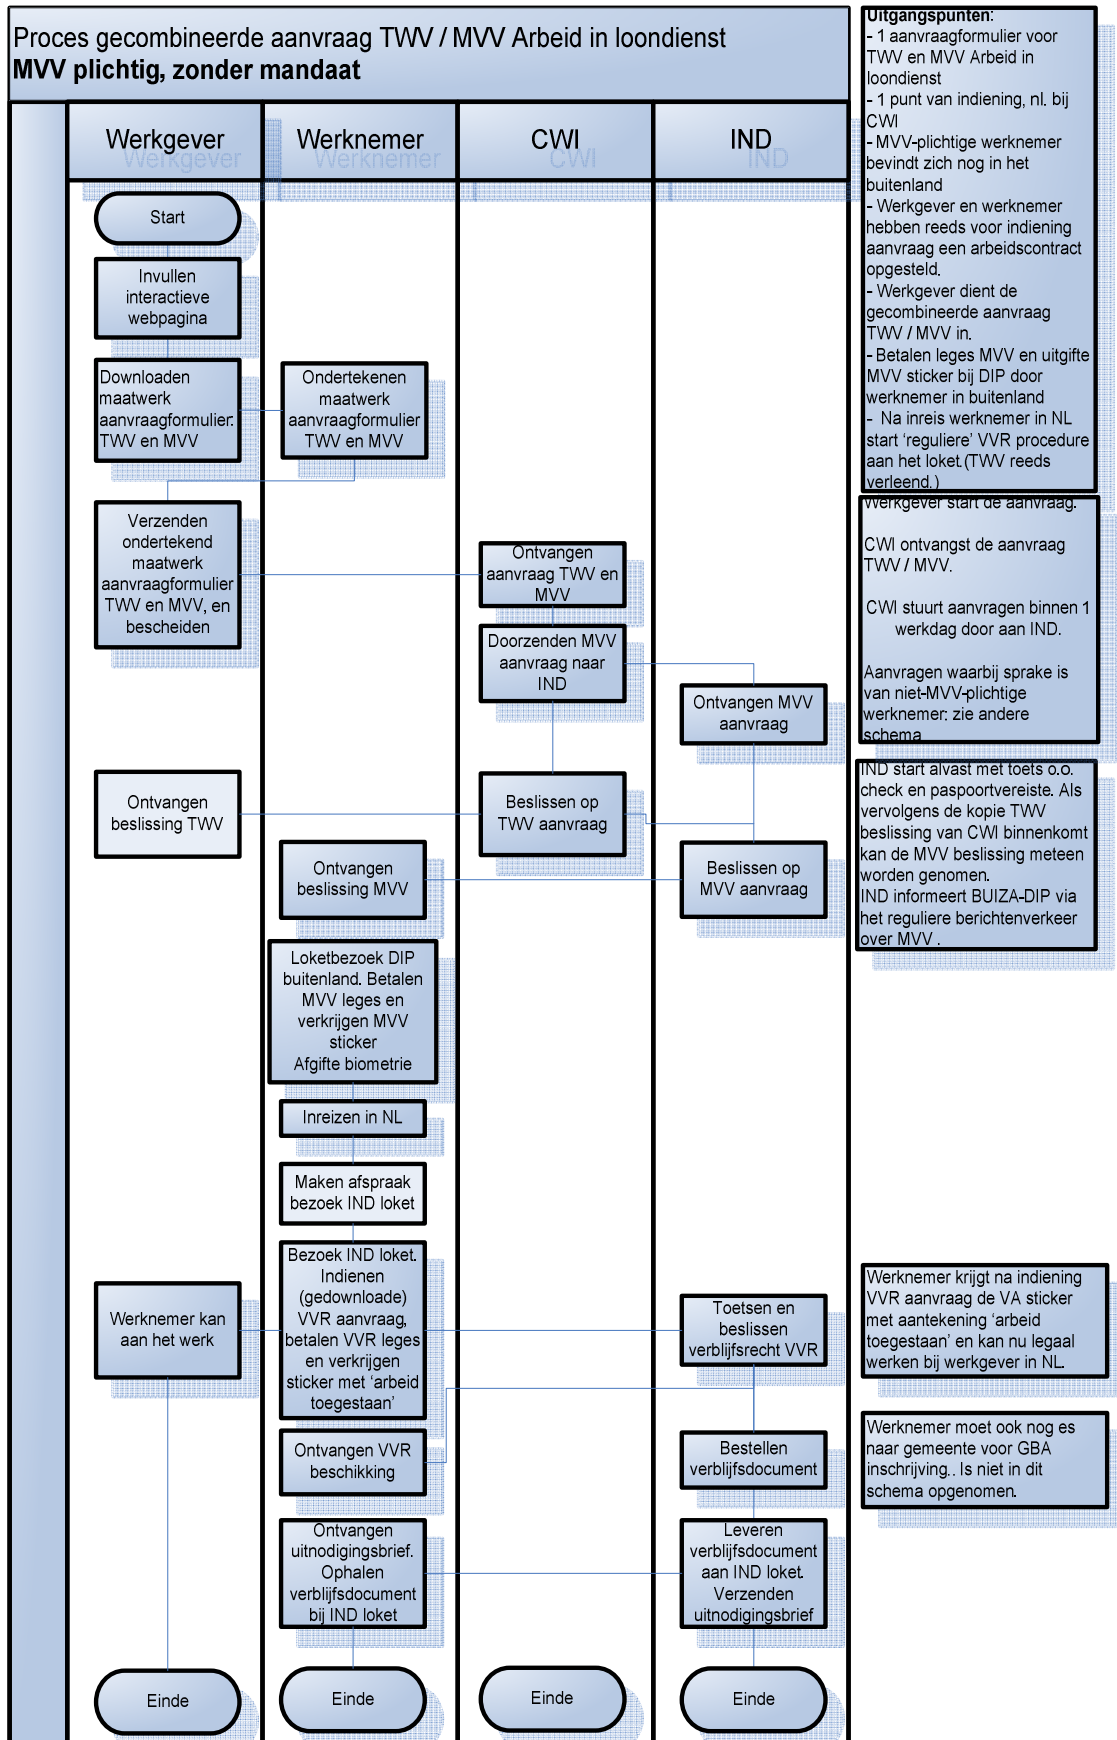 Proces gecombineerde aanvraag TWV / MVV Arbeid in loondienst
MVV plichtig, zonder mandaat
Werkgever
Werknemer
CWI
IND
Start
Invullen
interactieve
webpagina
Downloaden
maatwerk
aanvraagformulier:
TWV en MVV
Ondertekenen
maatwerk
aanvraagformulier
TWV en MVV
Verzenden
ondertekend
maatwerk
aanvraagformulier
TWV en MVV, en
bescheiden
Ontvangen
aanvraag TWV en
MVV
Doorzenden MVV
aanvraag naar
IND
Ontvangen MVV
aanvraag
Ontvangen
beslissing TWV
Beslissen op
TWV aanvraag
Ontvangen
beslissing MVV
Beslissen op
MVV aanvraag
Loketbezoek DIP
buitenland. Betalen
MVV leges en
verkrijgen MVV
sticker
Afgifte biometrie
Inreizen in NL
Maken afspraak
bezoek IND loket
Werknemer kan
aan het werk
Bezoek IND loket.
Indienen
(gedownloade)
VVR aanvraag,
betalen VVR leges
en verkrijgen
sticker met ‘arbeid
toegestaan’
Toetsen en
beslissen
verblijfsrecht VVR
Ontvangen VVR
beschikking
Bestellen
verblijfsdocument
Ontvangen
uitnodigingsbrief.
Ophalen
verblijfsdocument
bij IND loket
Leveren
verblijfsdocument
aan IND loket.
Verzenden
uitnodigingsbrief
Einde
Einde
Einde
Einde
Uitgangspunten:
- 1 aanvraagformulier voor
TWV en MVV Arbeid in
loondienst
- 1 punt van indiening, nl. bij
CWI
- MVV-plichtige werknemer
bevindt zich nog in het
buitenland
- Werkgever en werknemer
hebben reeds voor indiening
aanvraag een arbeidscontract
opgesteld.
- Werkgever dient de
gecombineerde aanvraag
TWV / MVV in.
- Betalen leges MVV en uitgifte
MVV sticker bij DIP door
werknemer in buitenland
- Na inreis werknemer in NL
start ‘reguliere’ VVR procedure
aan het loket.(TWV reeds
verleend.)
Werkgever start de aanvraag.
CWI ontvangst de aanvraag
TWV / MVV.
CWI stuurt aanvragen binnen 1
werkdag door aan IND.
Aanvragen waarbij sprake is
van niet-MVV-plichtige
werknemer: zie andere
schema
IND start alvast met toets o.o.
check en paspoortvereiste. Als
vervolgens de kopie TWV
beslissing van CWI binnenkomt
kan de MVV beslissing meteen
worden genomen.
IND informeert BUIZA-DIP via
het reguliere berichtenverkeer
over MVV .
Werknemer krijgt na indiening
VVR aanvraag de VA sticker
met aantekening ‘arbeid
toegestaan’ en kan nu legaal
werken bij werkgever in NL.
Werknemer moet ook nog es
naar gemeente voor GBA
inschrijving.. Is niet in dit
schema opgenomen.